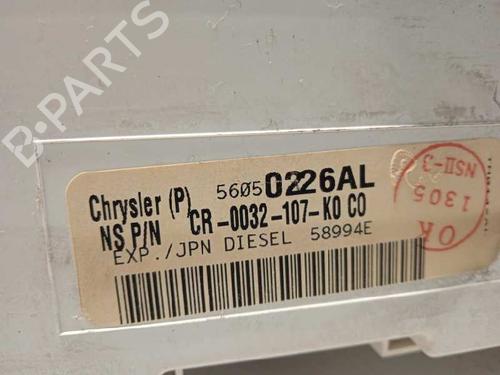 B-PARTS
Chrysler (P) 56050226AL
NS P/N CR-0032-107-K0 C0
EXP./JPN DIESEL 58994E
OK
1305
NSII-3